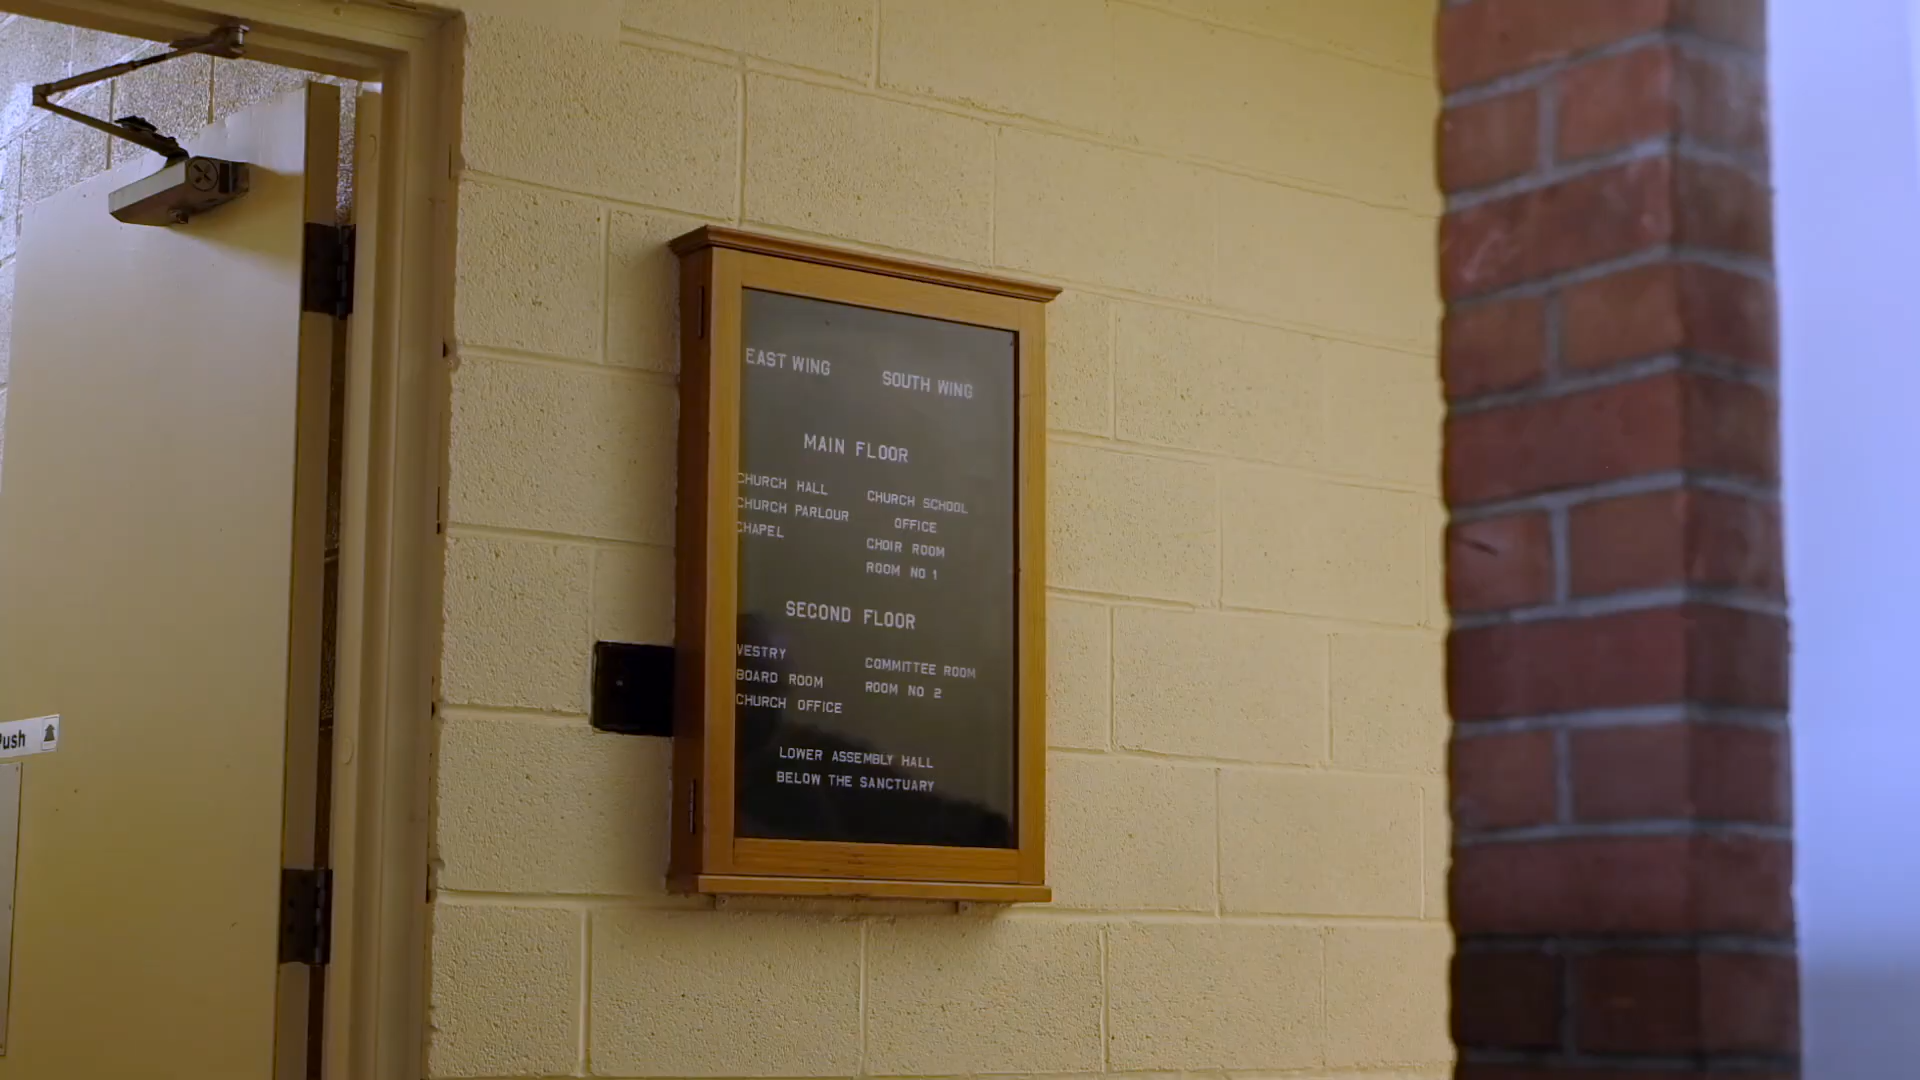 EAST WING
SOUTH WING
MAIN FLOOR
CHURCH HALL
CHURCH PARLOUR
CHAPEL
CHURCH SCHOOL
OFFICE
CHOIR ROOM
ROOM NO 1
SECOND FLOOR
VESTRY
BOARD ROOM
CHURCH OFFICE
COMMITTEE ROOM
ROOM NO 2
LOWER ASSEMBLY HALL
BELOW THE SANCTUARY
Push